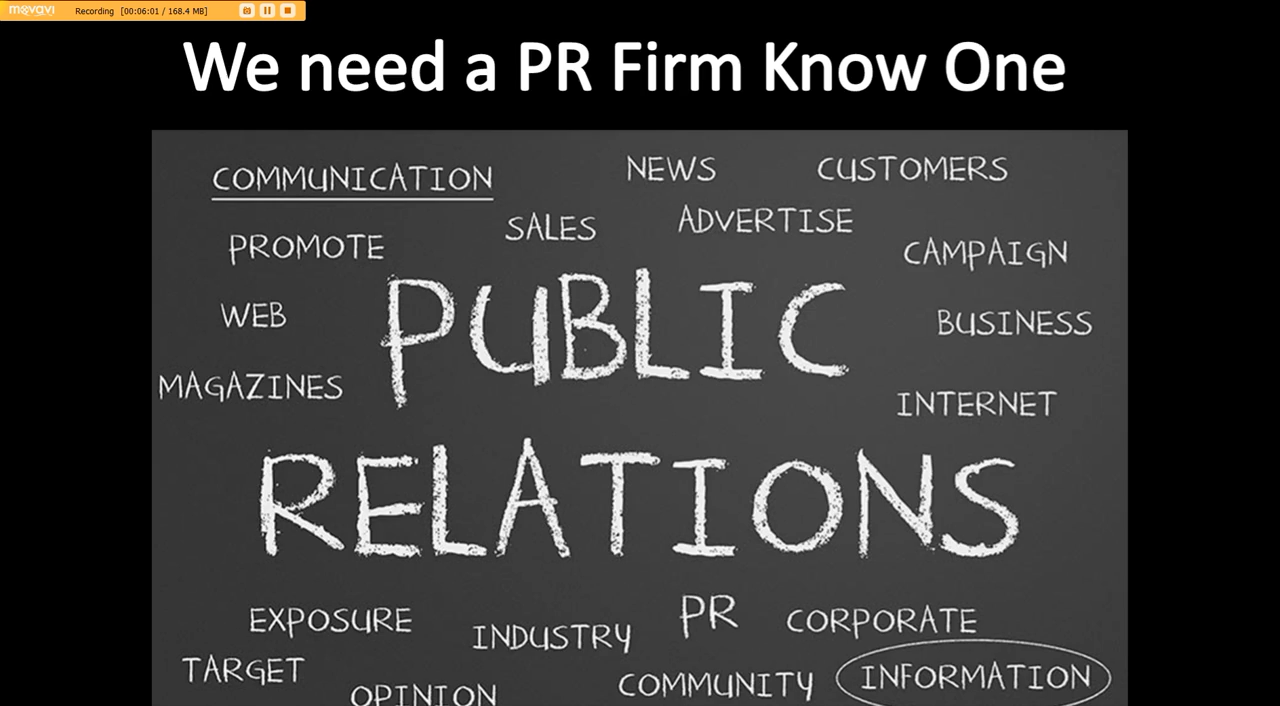 movavi Recording [00:06:01 / 168.4 MB]
We need a PR Firm Know One
COMMUNICATION NEWS CUSTOMERS
SALES ADVERTISE
PROMOTE CAMPAIGN
WEB PUBLIC BUSINESS
MAGAZINES INTERNET
RELATIONS
EXPOSURE INDUSTRY PR CORPORATE
TARGET OPINION COMMUNITY INFORMATION